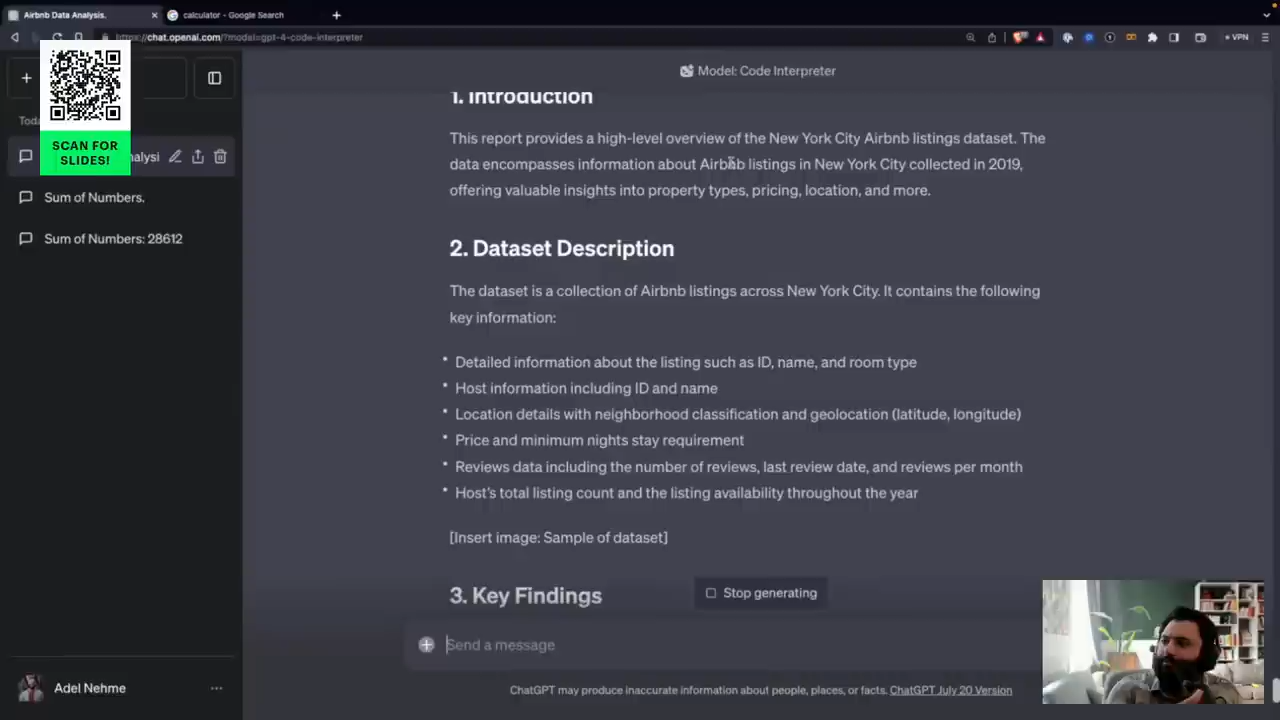 Airbnb Data Analysis.
calculator - Google Search
https://chat.openai.com/?model=gpt-4-code-interpreter
VPN
SCAN FOR
SLIDES!
Model: Code Interpreter
1. Introduction
This report provides a high-level overview of the New York City Airbnb listings dataset. The
data encompasses information about Airbnb listings in New York City collected in 2019,
offering valuable insights into property types, pricing, location, and more.
2. Dataset Description
The dataset is a collection of Airbnb listings across New York City. It contains the following
key information:
• Detailed information about the listing such as ID, name, and room type
• Host information including ID and name
• Location details with neighborhood classification and geolocation (latitude, longitude)
• Price and minimum nights stay requirement
• Reviews data including the number of reviews, last review date, and reviews per month
• Host's total listing count and the listing availability throughout the year
[Insert image: Sample of dataset]
3. Key Findings
Stop generating
Send a message
ChatGPT may produce inaccurate information about people, places, or facts. ChatGPT July 20 Version
Sum of Numbers.
Sum of Numbers: 28612
Adel Nehme